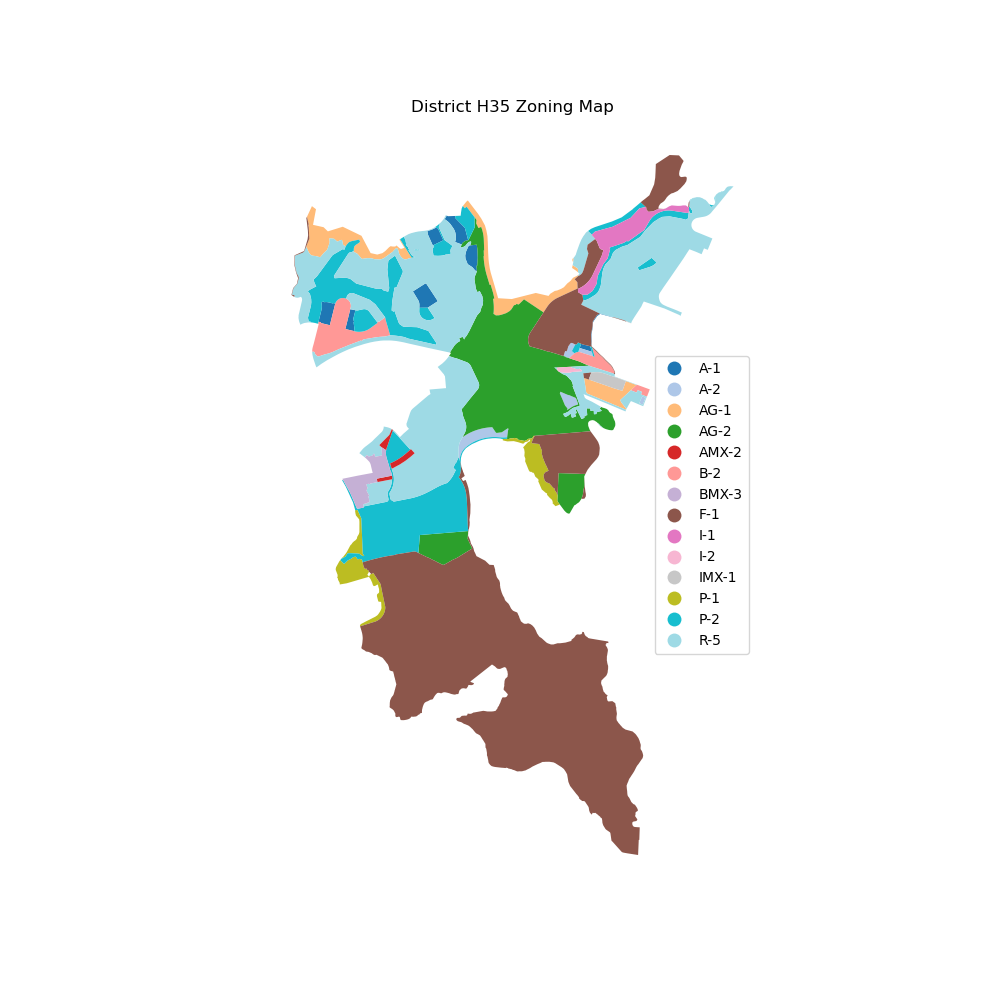 District H35 Zoning Map
A-1
A-2
AG-1
AG-2
AMX-2
B-2
BMX-3
F-1
I-1
I-2
IMX-1
P-1
P-2
R-5